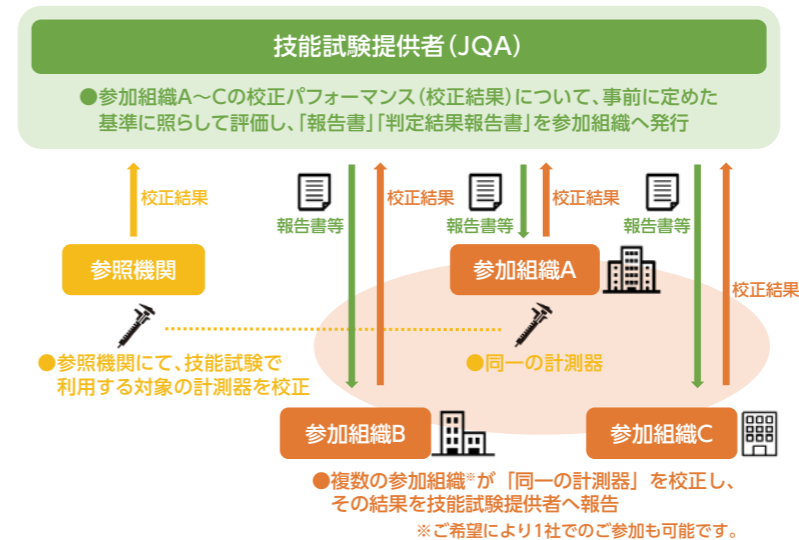 技能試験提供者(JQA)
●参加組織A〜Cの校正パフォーマンス(校正結果)について、事前に定めた
基準に照らして評価し、「報告書」「判定結果報告書」を参加組織へ発行
校正結果
報告書等
校正結果
報告書等
校正結果
報告書等
校正結果
参照機関
参加組織A
●参照機関にて、技能試験で
利用する対象の計測器を校正
●同一の計測器
参加組織B
参加組織C
●複数の参加組織※が「同一の計測器」を校正し、
その結果を技能試験提供者へ報告
※ご希望により1社でのご参加も可能です。